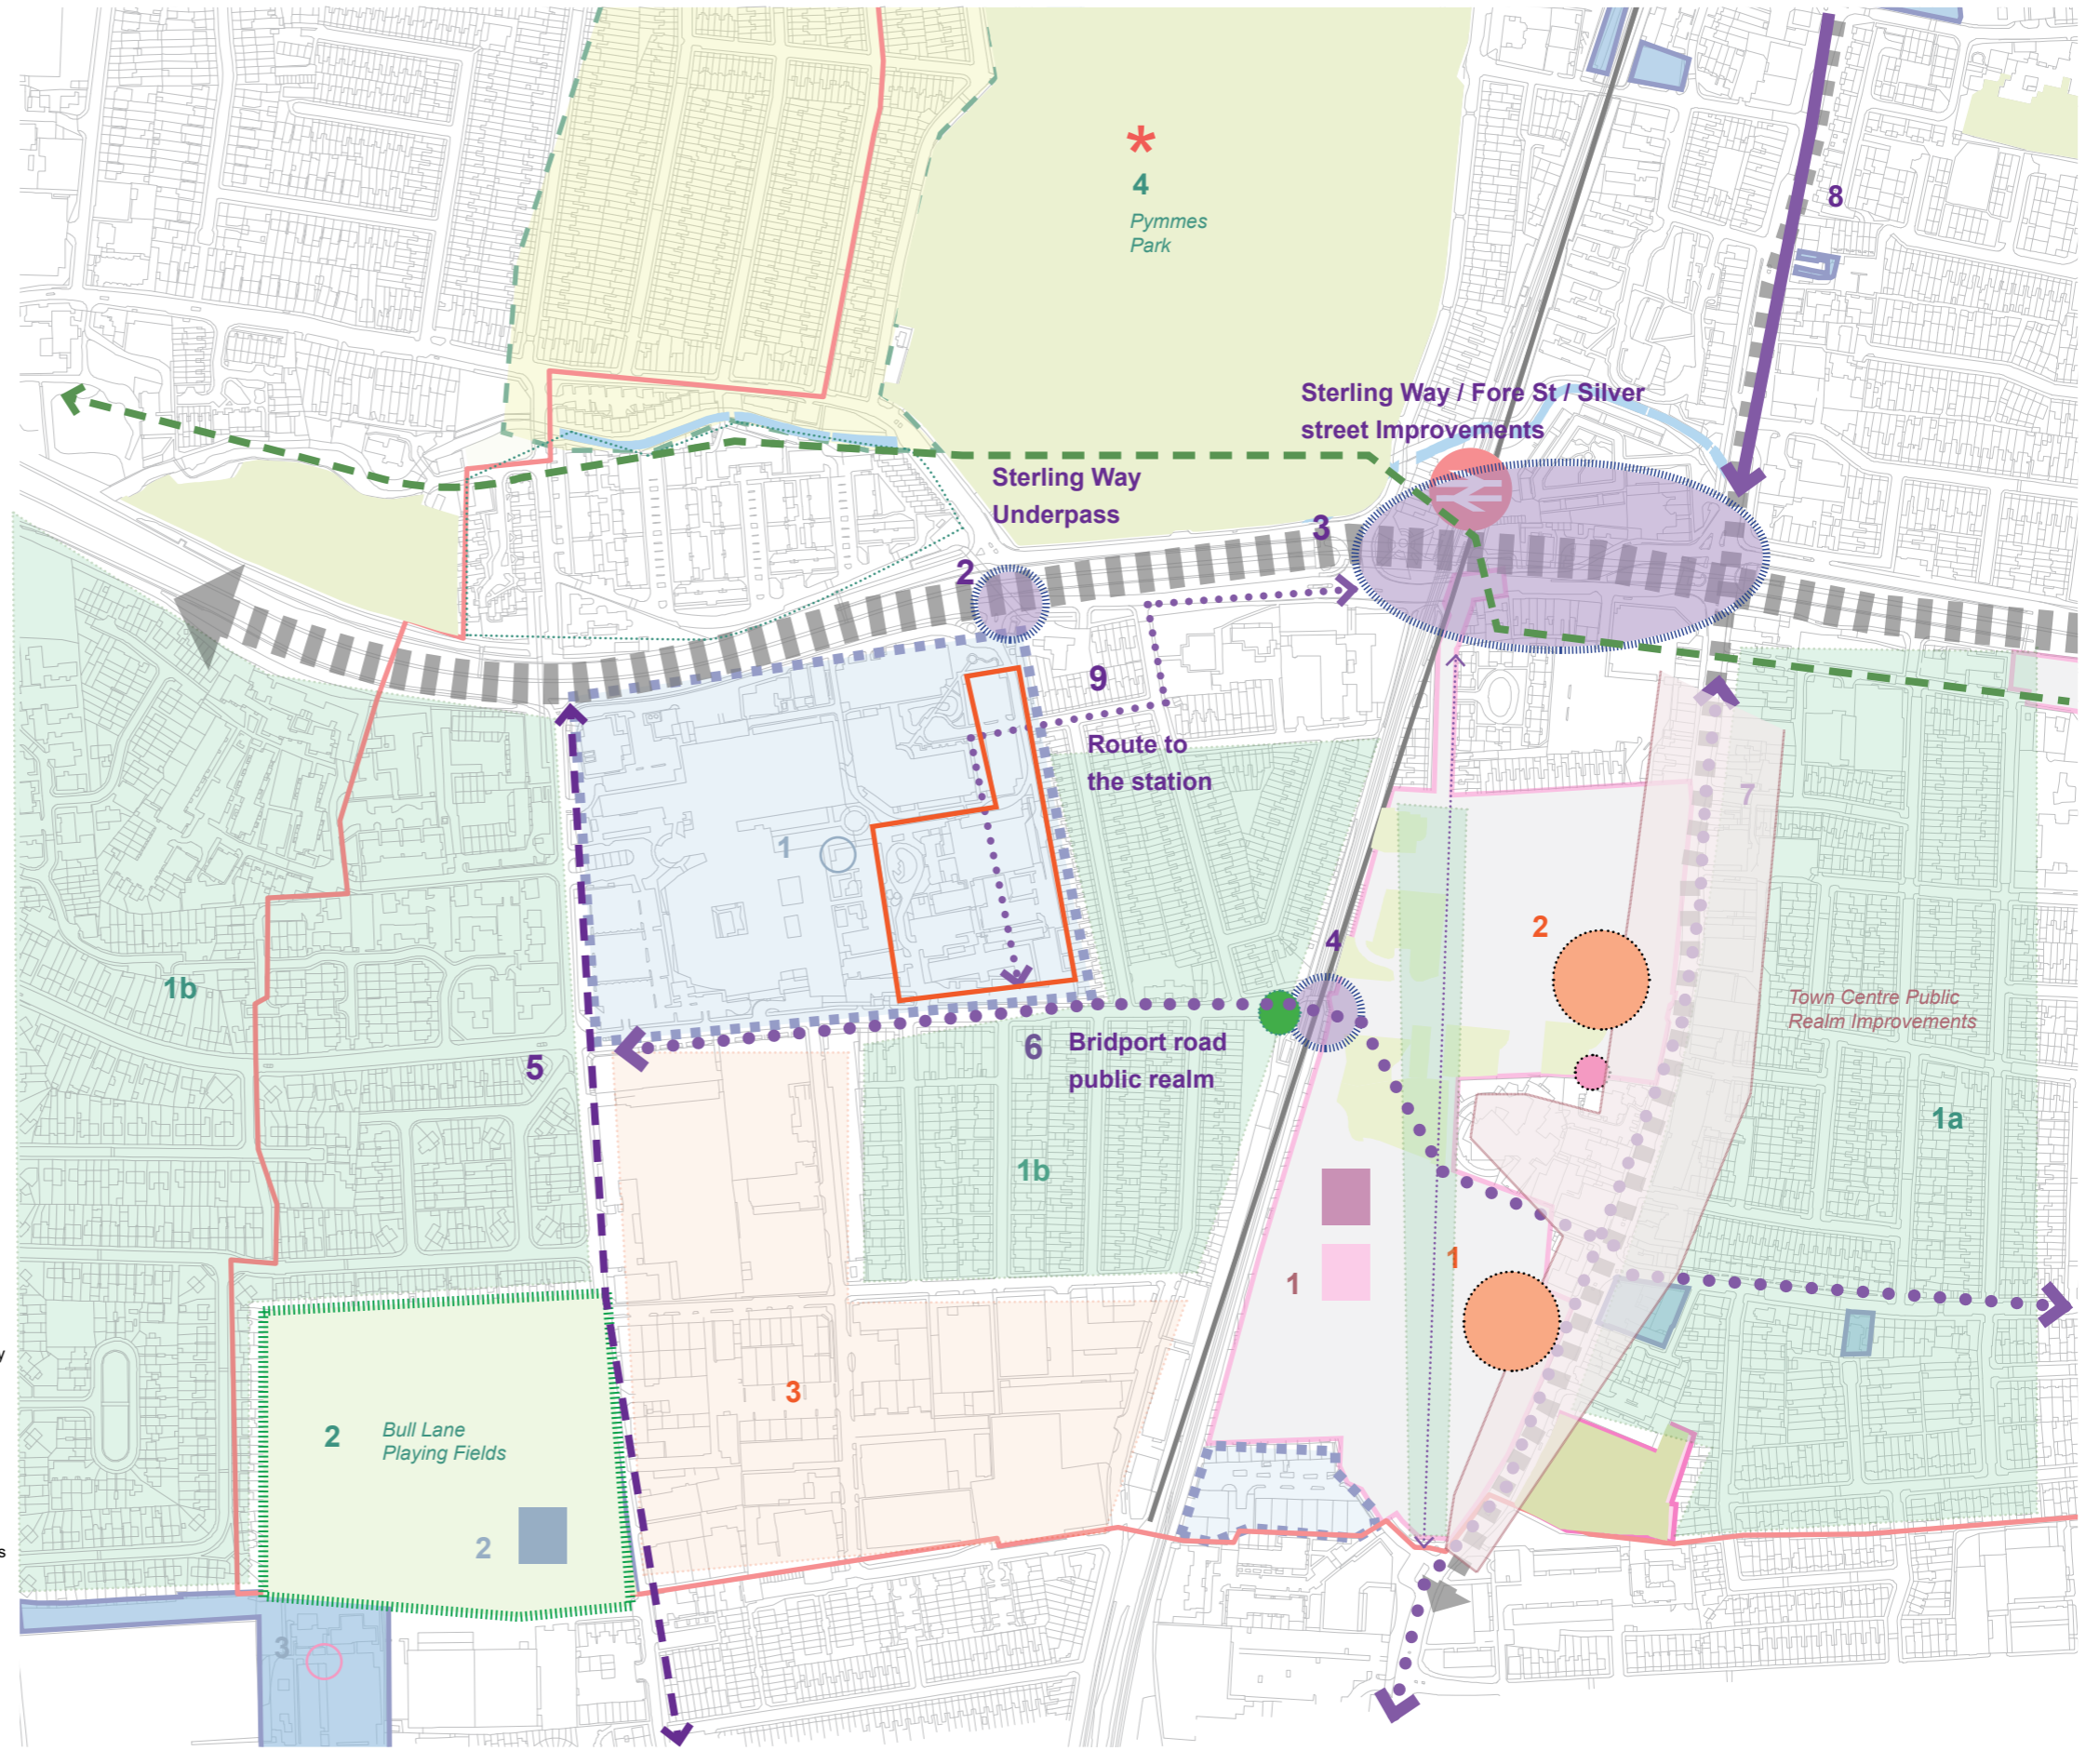 *
4
Pymmes
Park
8
Sterling Way / Fore St / Silver
street Improvements
Sterling Way
Underpass
3
2
9
Route to
the station
7
1
2
4
1b
Town Centre Public
Realm Improvements
6
Bridport road
public realm
5
1a
1b
1
1
3
y
2
Bull Lane
Playing Fields
2
s
3